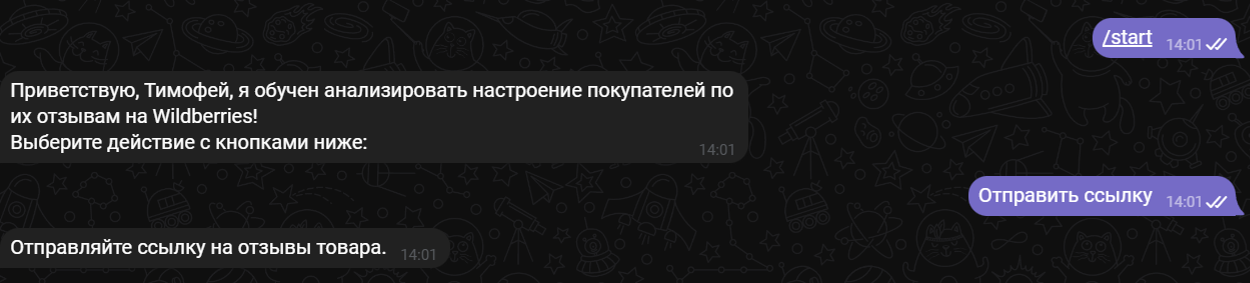 /start 14:01
Приветствую, Тимофей, я обучен анализировать настроение покупателей по
их отзывам на Wildberries!
Выберите действие с кнопками ниже:
14:01
Отправить ссылку 14:01
Отправляйте ссылку на отзывы товара. 14:01